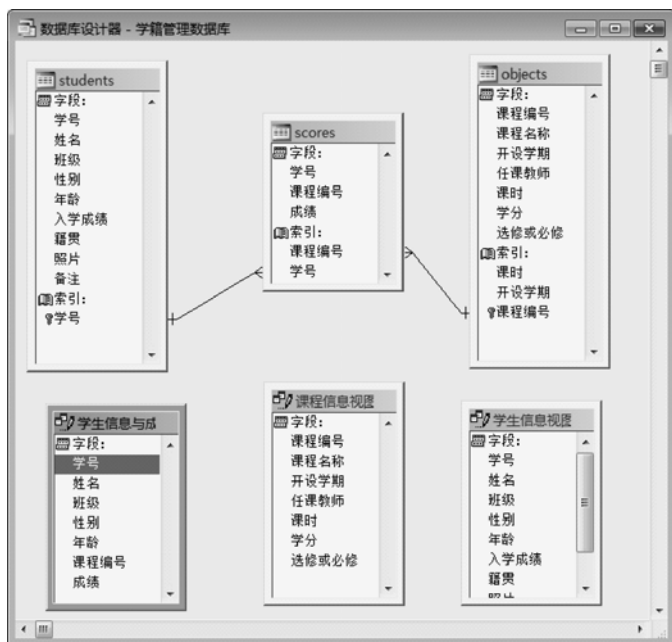 数据库设计器 - 学籍管理数据库
students
字段:
学号
姓名
班级
性别
年龄
入学成绩
籍贯
照片
备注
索引:
学号
scores
字段:
学号
课程编号
成绩
索引:
课程编号
学号
objects
字段:
课程编号
课程名称
开设学期
任课教师
课时
学分
选修或必修
索引:
课时
开设学期
课程编号
学生信息与成
字段:
学号
姓名
班级
性别
年龄
课程编号
成绩
课程信息视图
字段:
课程编号
课程名称
开设学期
任课教师
课时
学分
选修或必修
学生信息视图
字段:
学号
姓名
班级
性别
年龄
入学成绩
籍贯
照片